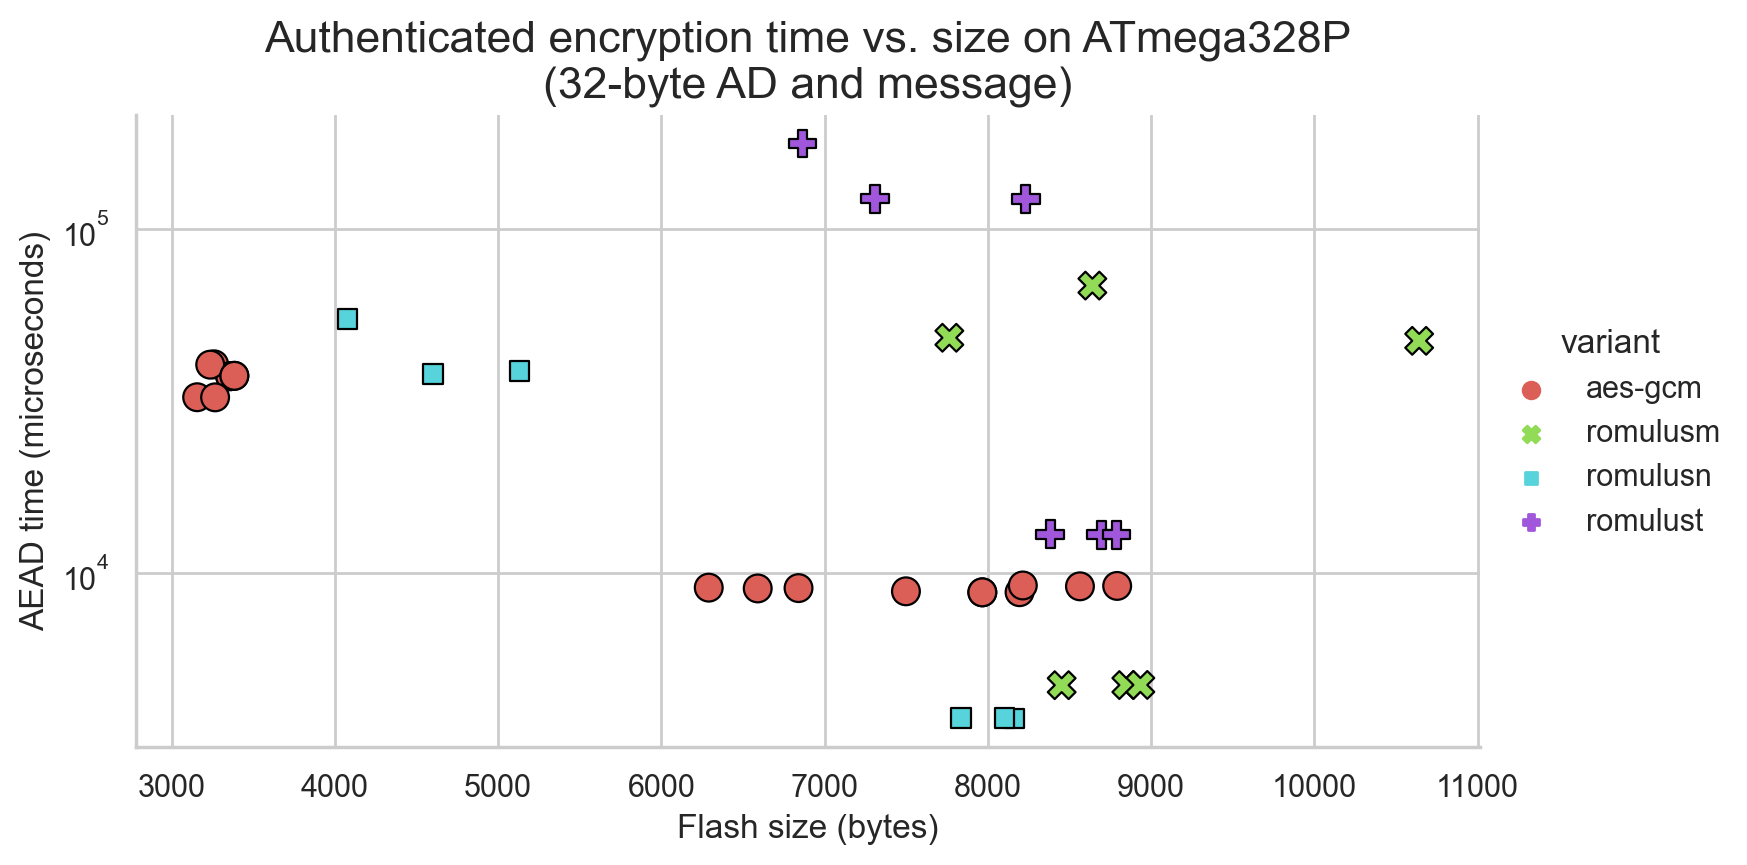 Authenticated encryption time vs. size on ATmega328P
(32-byte AD and message)
AEAD time (microseconds)
10^5
10^4
3000 4000 5000 6000 7000 8000 9000 10000 11000
Flash size (bytes)
variant
aes-gcm
romulusm
romulusn
romulust